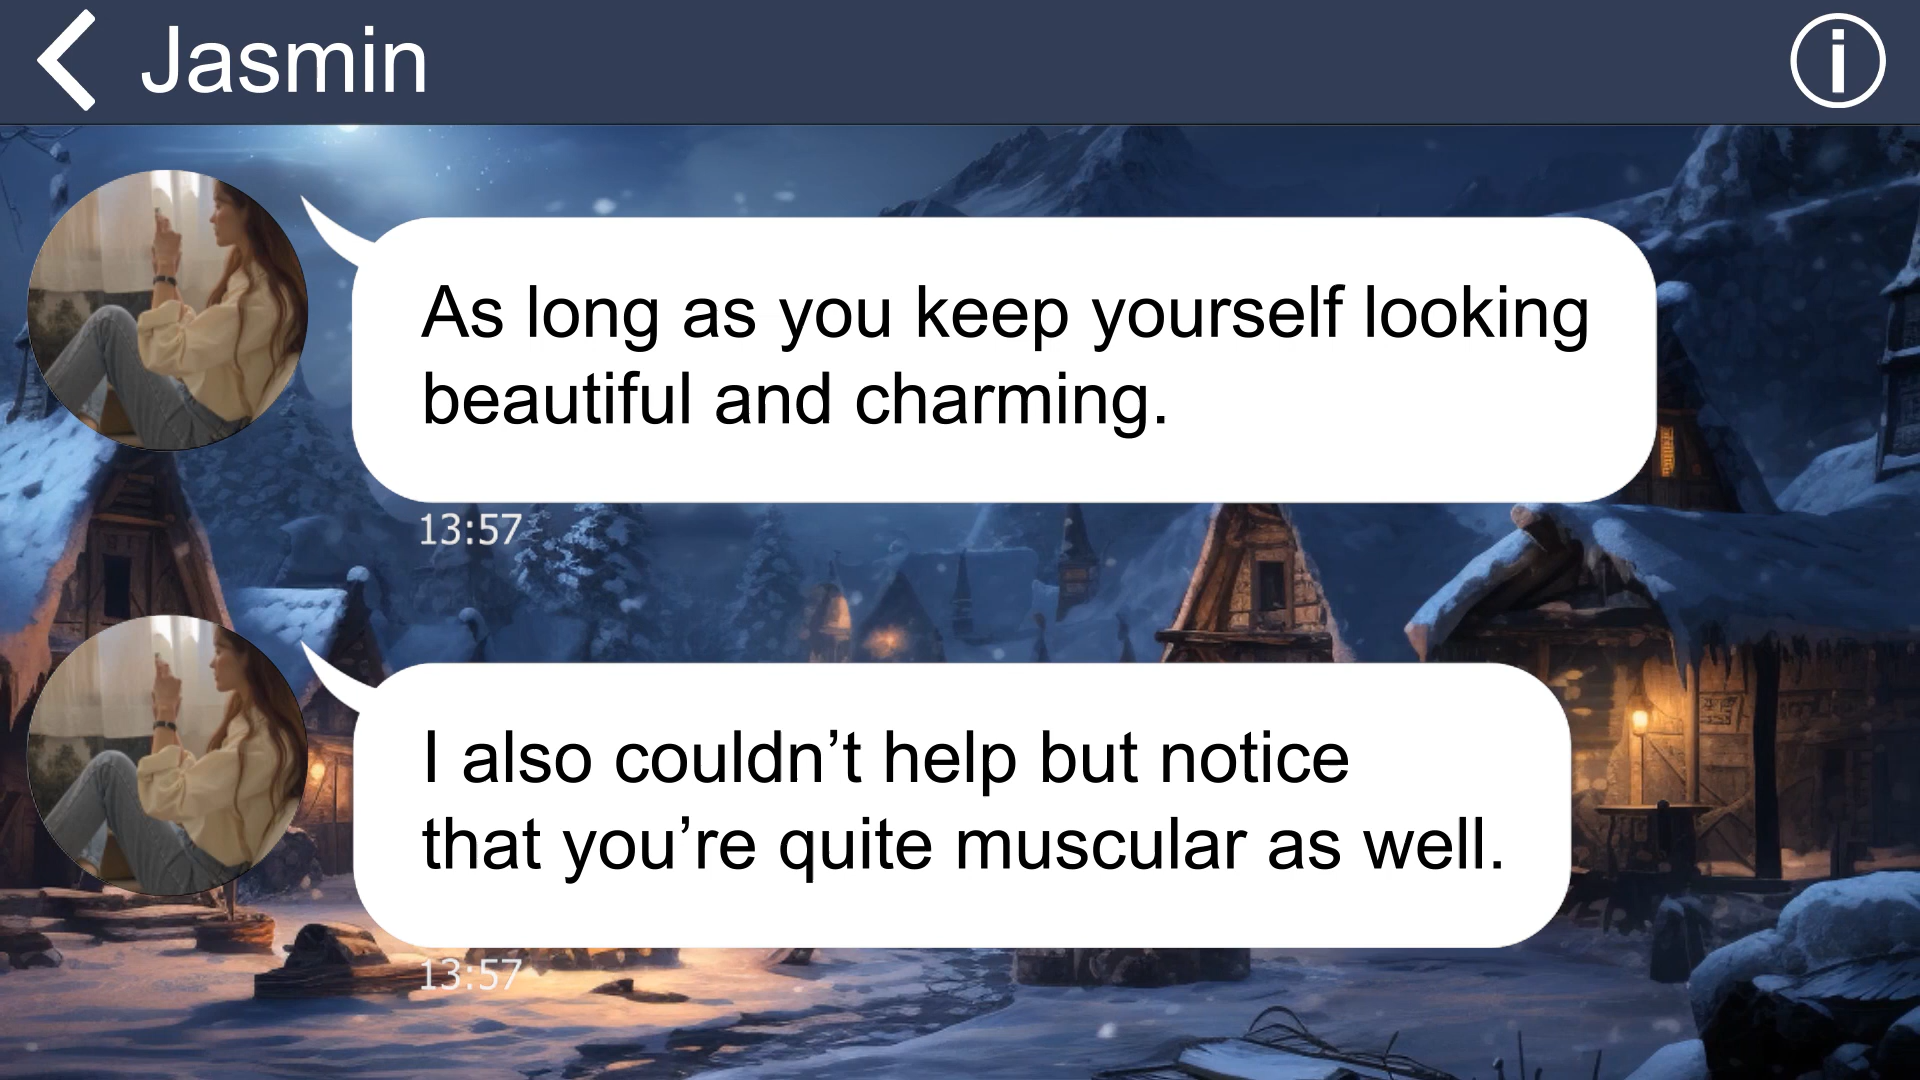 Jasmin
As long as you keep yourself looking
beautiful and charming.
13:57
I also couldn’t help but notice
that you’re quite muscular as well.
13:57